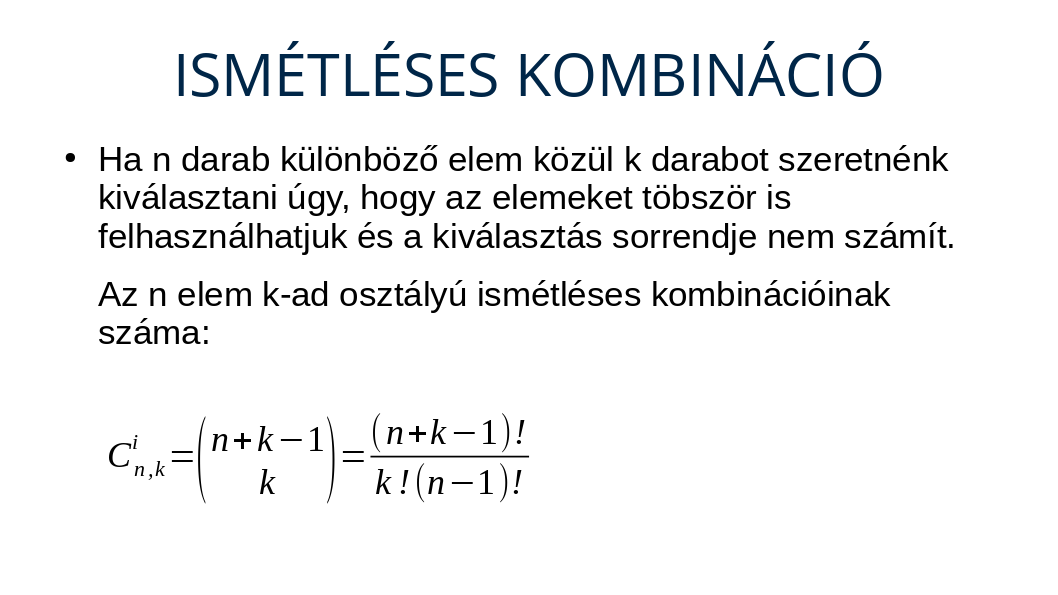 ISMÉTLÉSES KOMBINÁCIÓ
• Ha n darab különböző elem közül k darabot szeretnénk
kiválasztani úgy, hogy az elemeket többször is
felhasználhatjuk és a kiválasztás sorrendje nem számít.
Az n elem k-ad osztályú ismétléses kombinációinak
száma:
$C_{n,k}^{i} = \binom{n+k-1}{k} = \frac{(n+k-1)!}{k!(n-1)!}$